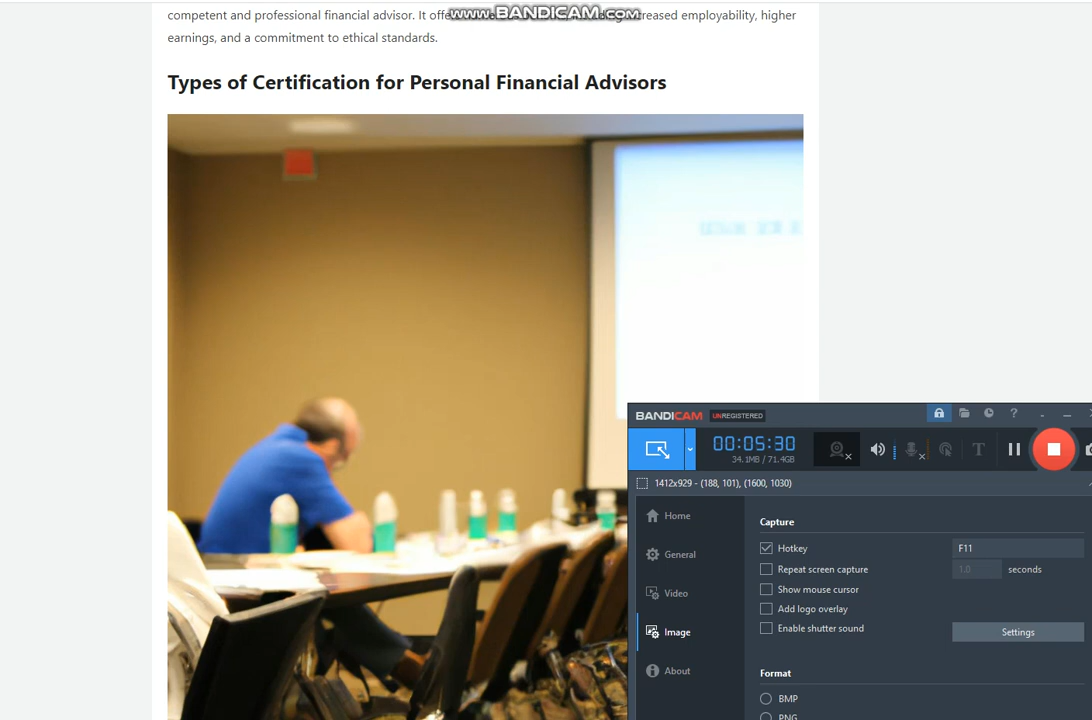 competent and professional financial advisor. It offe
www.BANDICAM.com
reased employability, higher
earnings, and a commitment to ethical standards.
Types of Certification for Personal Financial Advisors
BANDICAM UNREGISTERED
00:05:30
34.1MB / 71.4GB
1412x929 - (188, 101), (1600, 1030)
Home
General
Video
Image
About
Capture
Hotkey
F11
Repeat screen capture
1.0 seconds
Show mouse cursor
Add logo overlay
Enable shutter sound
Settings
Format
BMP
PNG